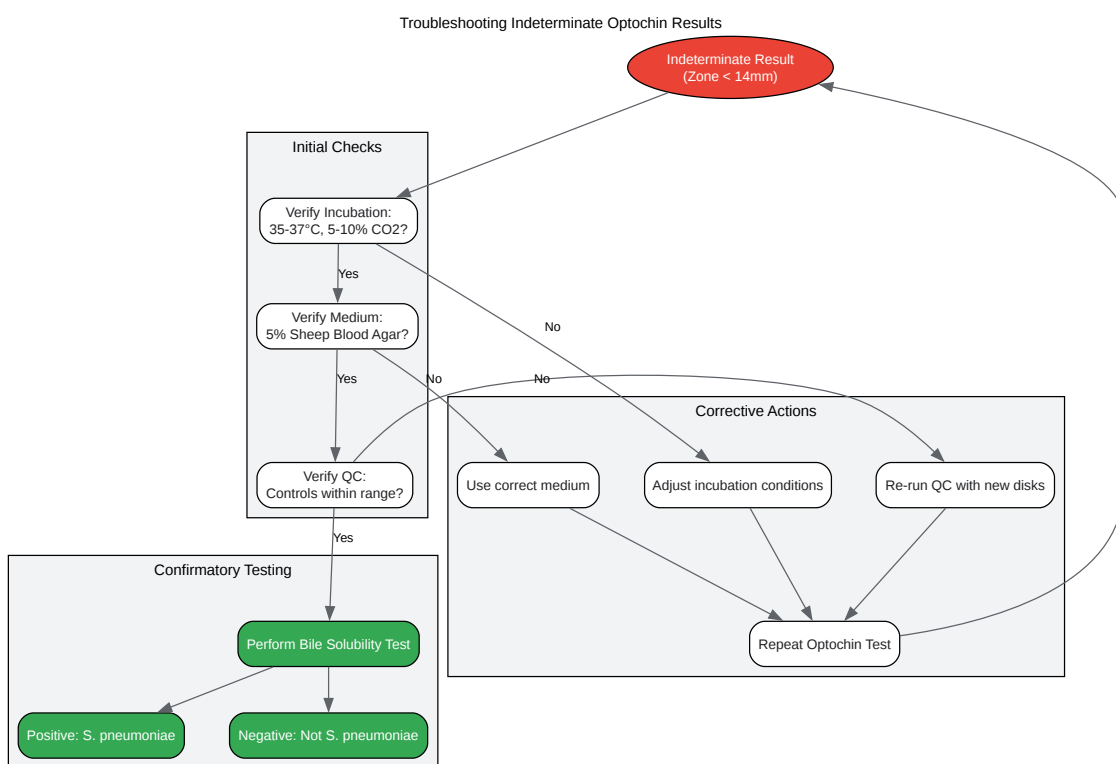 Troubleshooting Indeterminate Optochin Results
Indeterminate Result
(Zone < 14mm)
Initial Checks
Verify Incubation:
35-37°C, 5-10% CO2?
Yes
No
Verify Medium:
5% Sheep Blood Agar?
Yes
No
No
Corrective Actions
Verify QC:
Controls within range?
Use correct medium
Adjust incubation conditions
Re-run QC with new disks
Yes
Confirmatory Testing
Perform Bile Solubility Test
Repeat Optochin Test
Positive: S. pneumoniae
Negative: Not S. pneumoniae